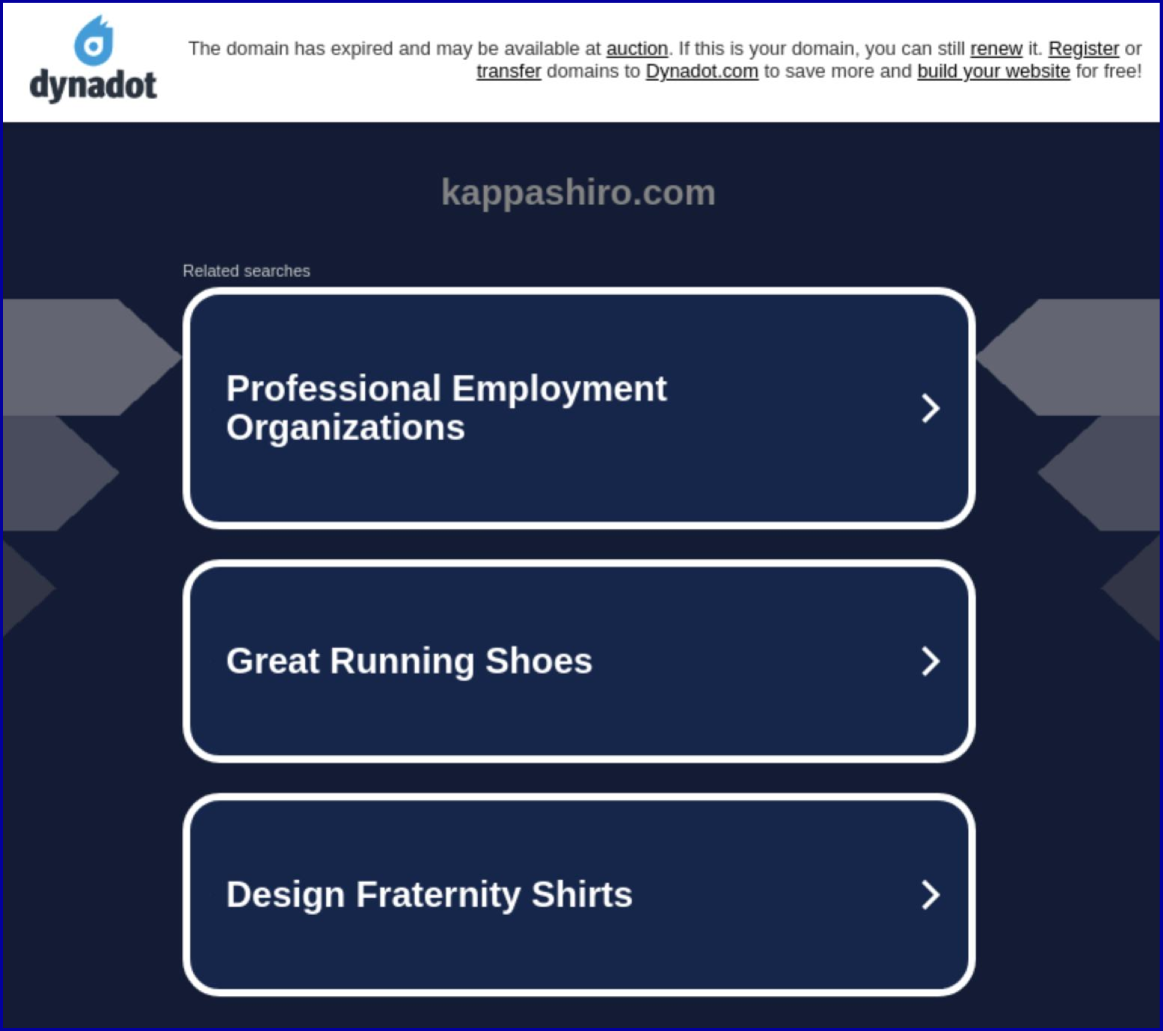 dynadot
The domain has expired and may be available at auction. If this is your domain, you can still renew it. Register or
transfer domains to Dynadot.com to save more and build your website for free!
kappashiro.com
Related searches
Professional Employment
Organizations
Great Running Shoes
Design Fraternity Shirts